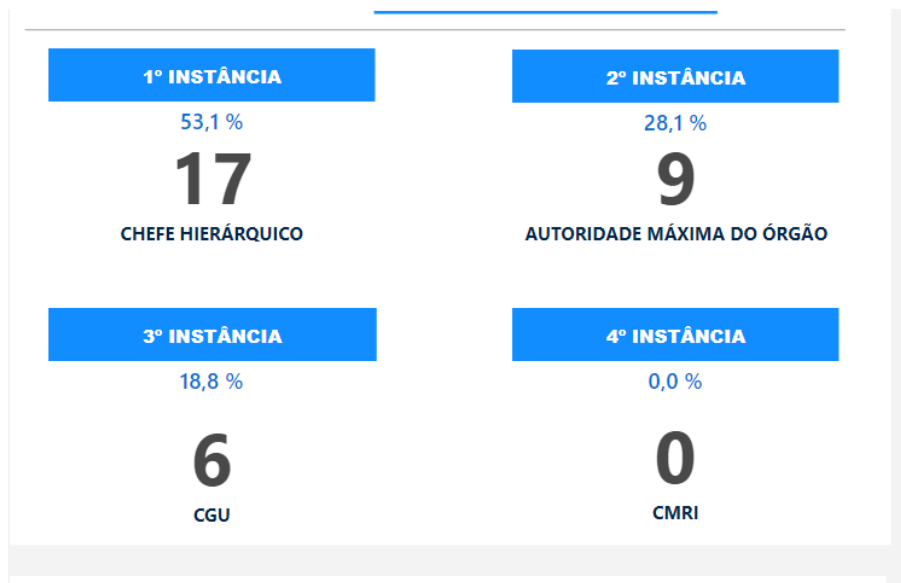 1º INSTÂNCIA
53,1 %
17
CHEFE HIERÁRQUICO
2º INSTÂNCIA
28,1 %
9
AUTORIDADE MÁXIMA DO ÓRGÃO
3º INSTÂNCIA
18,8 %
6
CGU
4º INSTÂNCIA
0,0 %
0
CMRI